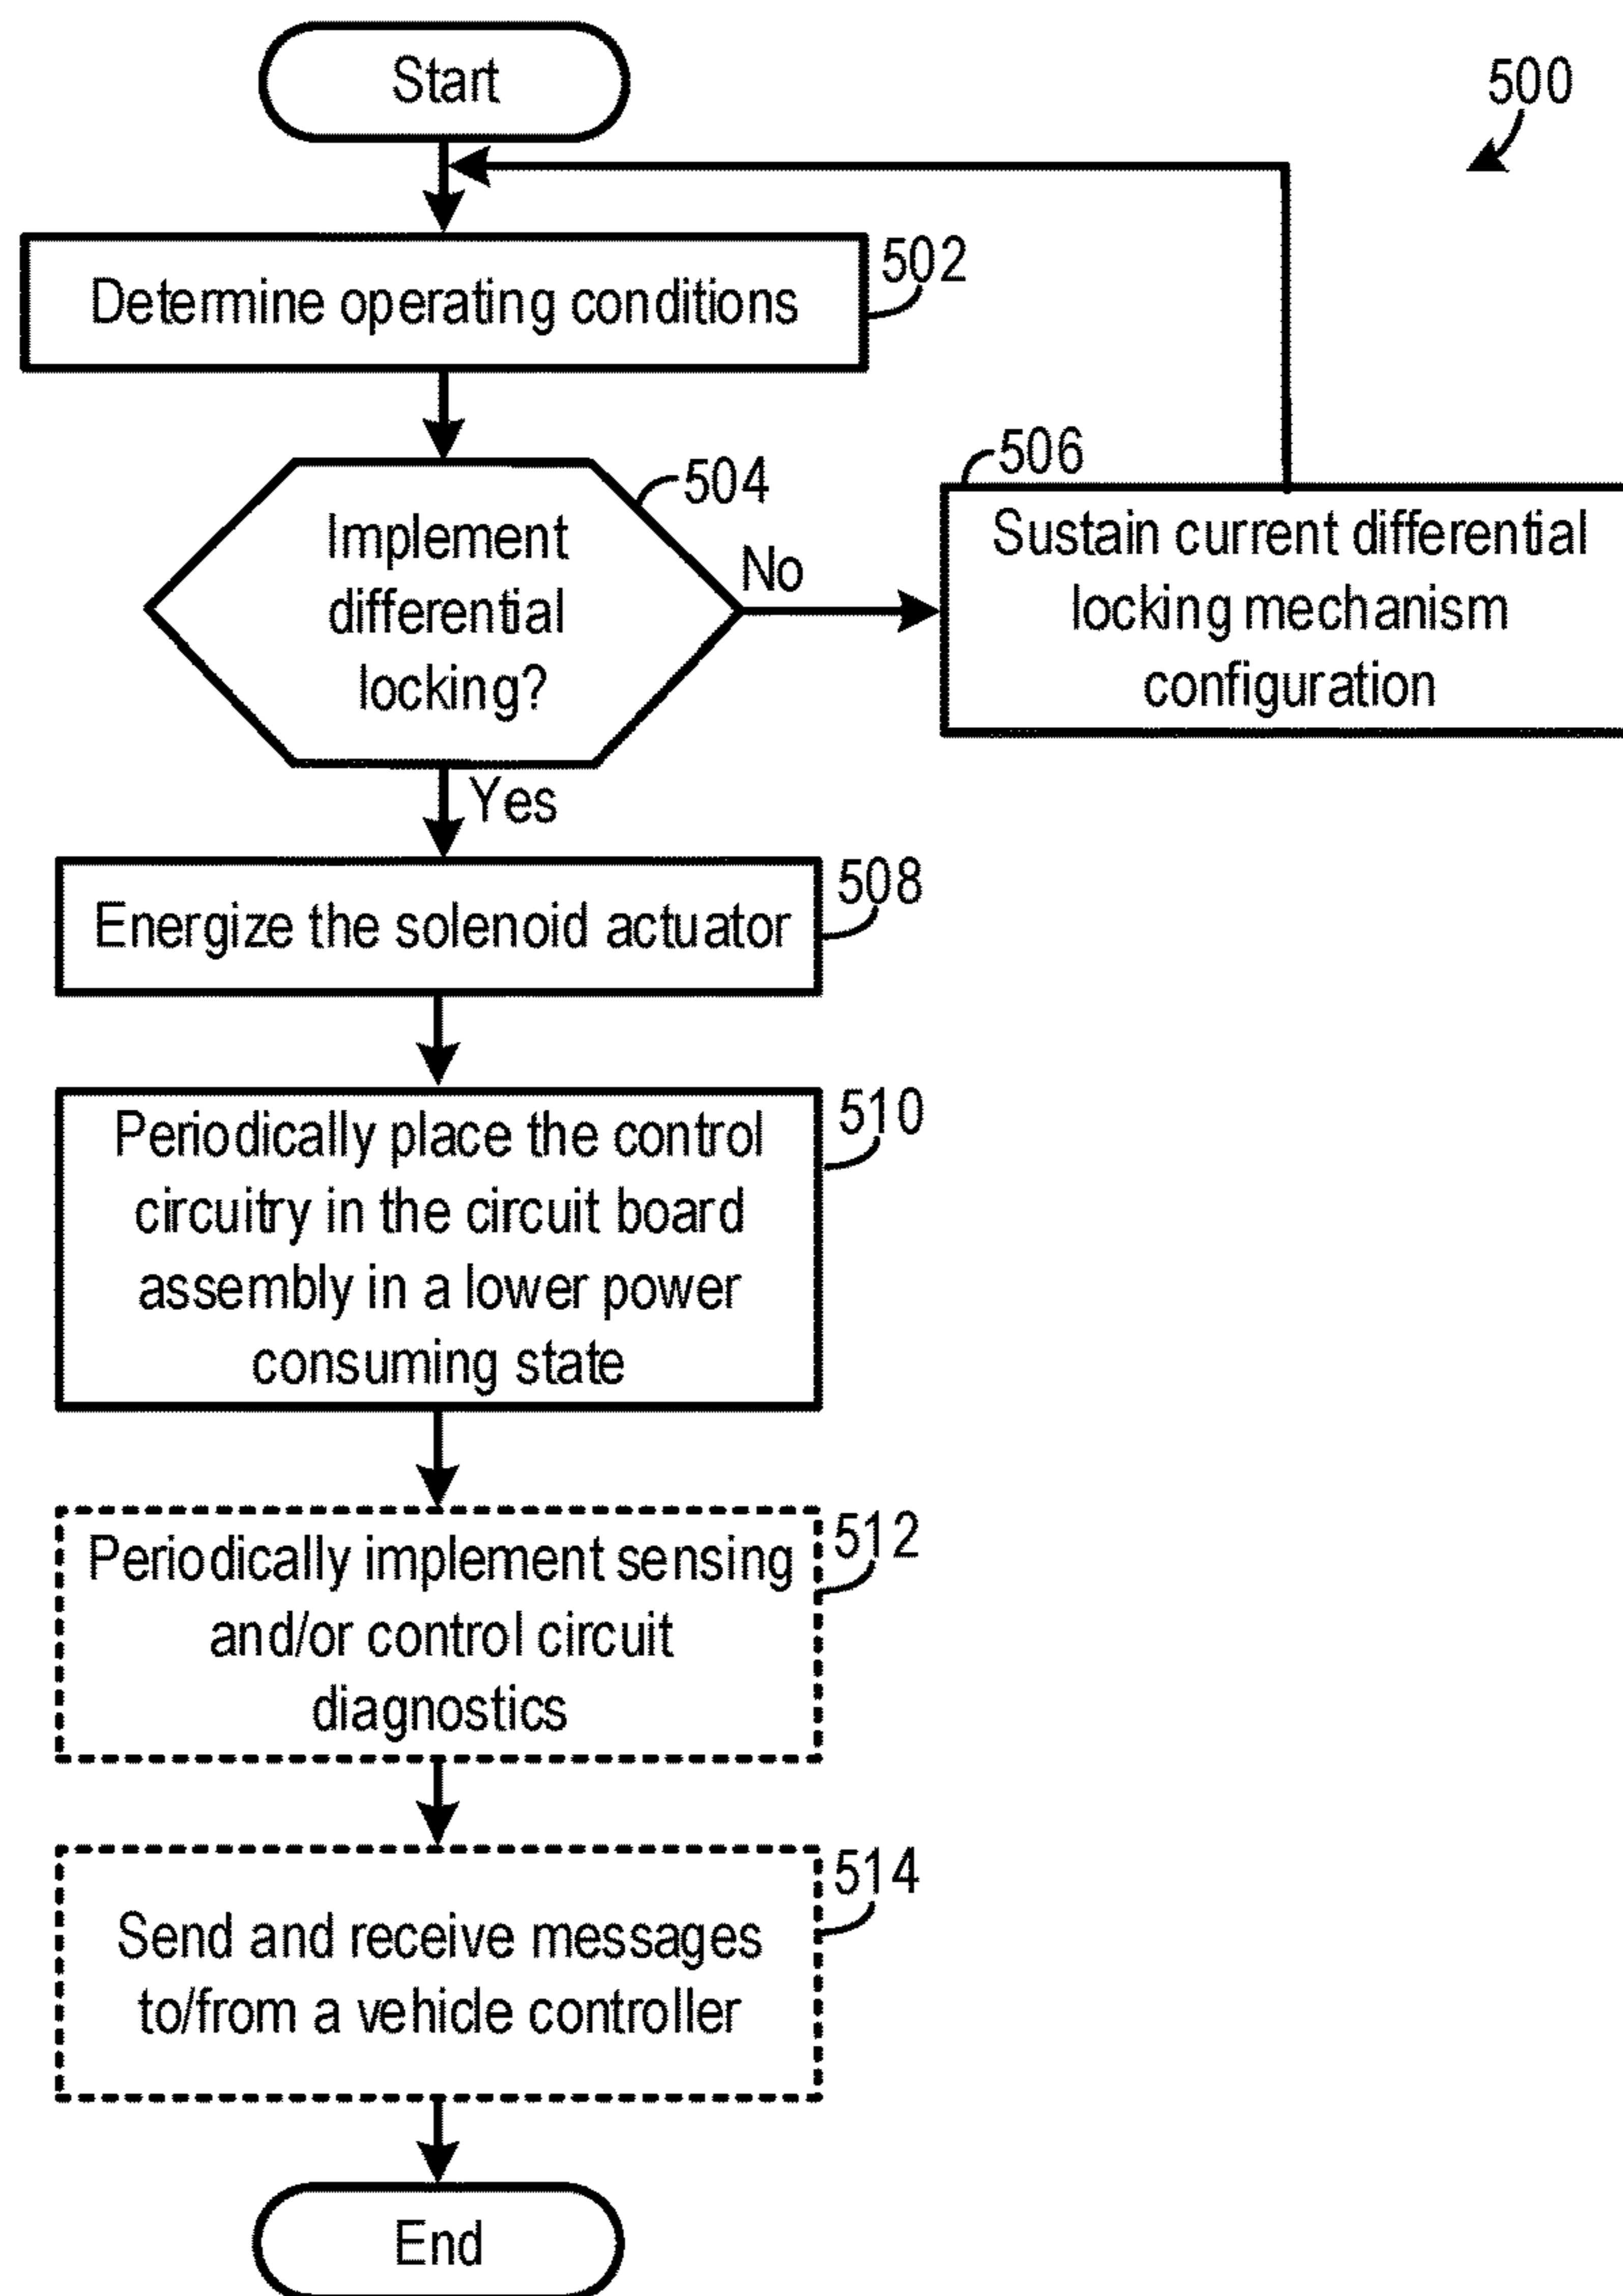 Start
500
Determine operating conditions
502
Implement
differential
locking?
504
No
506
Sustain current differential
locking mechanism
configuration
Yes
Energize the solenoid actuator
508
Periodically place the control
circuitry in the circuit board
assembly in a lower power
consuming state
510
Periodically implement sensing
and/or control circuit
diagnostics
512
Send and receive messages
to/from a vehicle controller
514
End